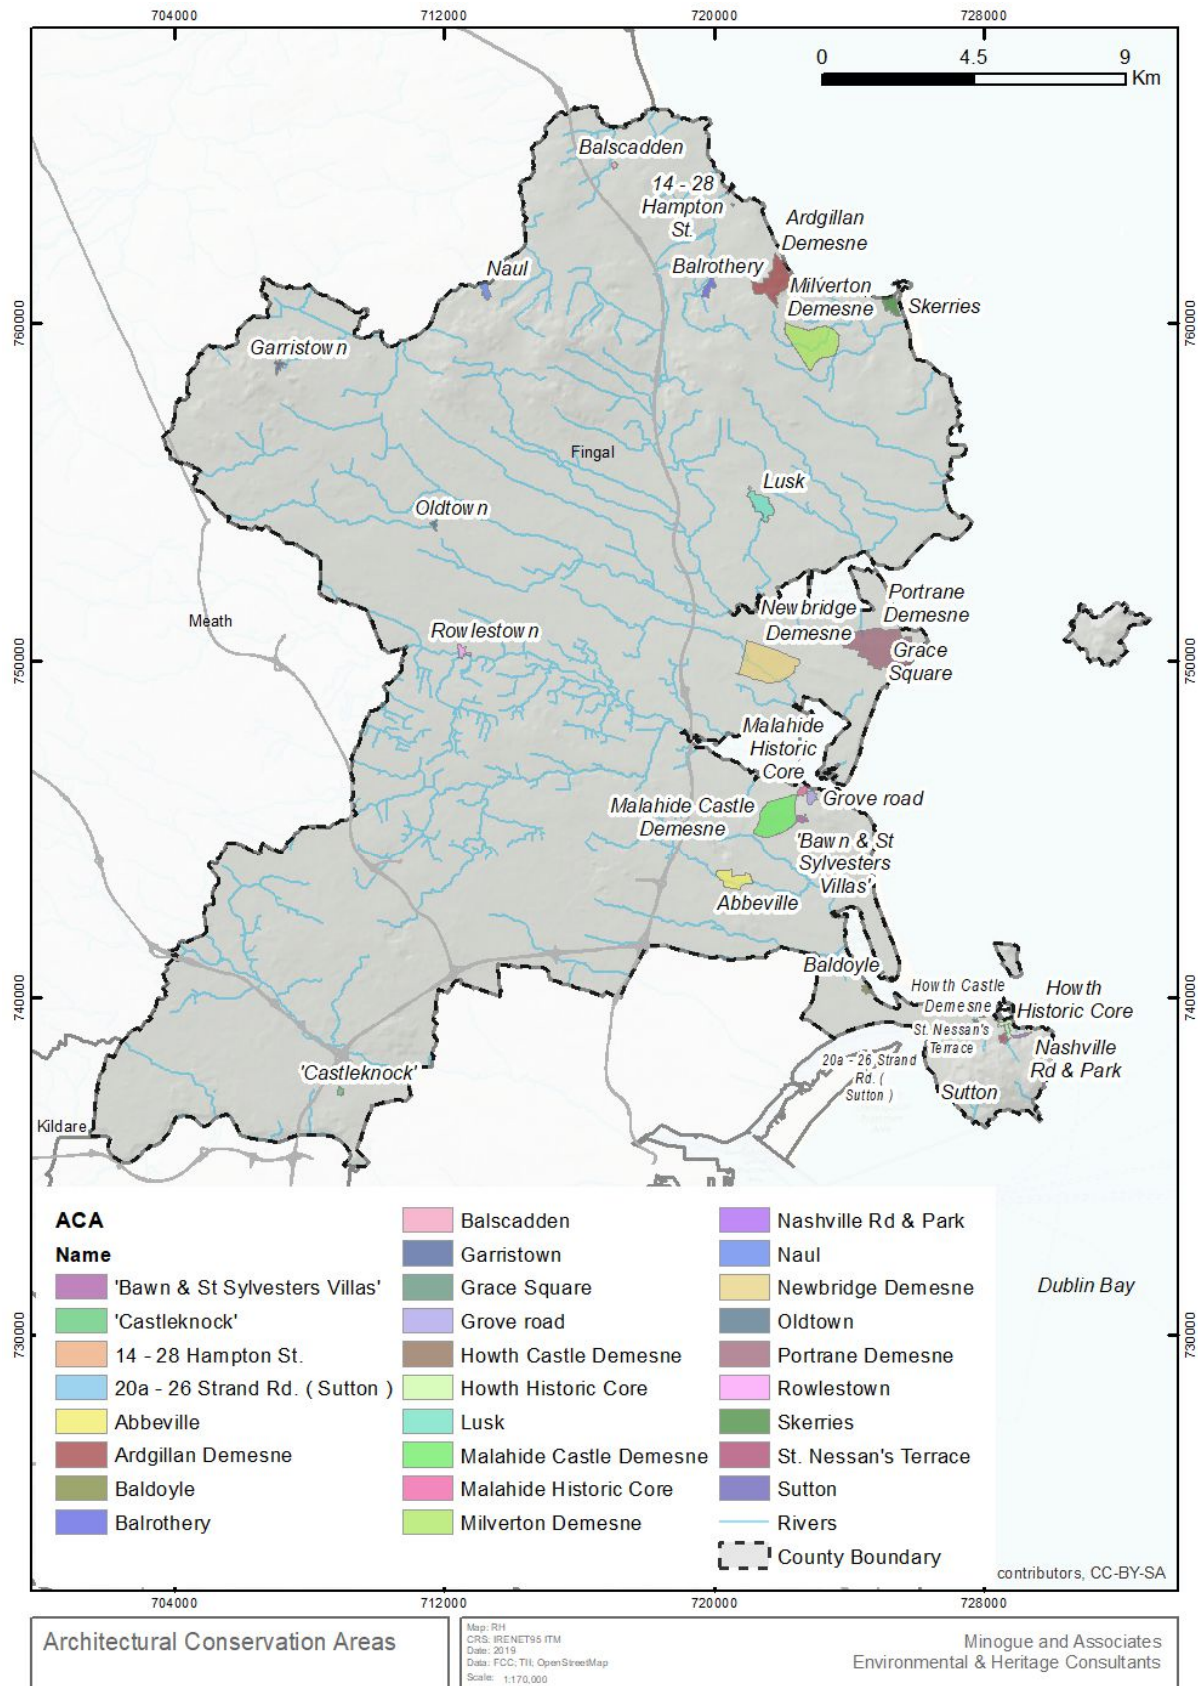 704000
712000
720000
728000
0
4.5
9
Km
Balscadden
14 - 28
Hampton
St.
Ardgillan
Demesne
Naul
Balrothery
Milverton
Demesne
Skerries
760000
760000
Garristown
Fingal
Lusk
Oldtown
Meath
Rowlestown
Newbridge
Demesne
Portrane
Demesne
Grace
Square
750000
750000
Malahide
Historic
Core
Malahide Castle
Demesne
Grove road
'Bawn & St
Sylvesters
Villas'
Abbeville
Baldoyle
Howth Castle
Demesne
Howth
Historic Core
740000
740000
St. Nessan's
Terrace
Nashville
Rd & Park
20a - 26 Strand
Rd. (
Sutton )
Sutton
'Castleknock'
Kildare
ACA
Name
'Bawn & St Sylvesters Villas'
'Castleknock'
14 - 28 Hampton St.
20a - 26 Strand Rd. ( Sutton )
Abbeville
Ardgillan Demesne
Baldoyle
Balrothery
Balscadden
Garristown
Grace Square
Grove road
Howth Castle Demesne
Howth Historic Core
Lusk
Malahide Castle Demesne
Malahide Historic Core
Milverton Demesne
Nashville Rd & Park
Naul
Newbridge Demesne
Oldtown
Portrane Demesne
Rowlestown
Skerries
St. Nessan's Terrace
Sutton
Rivers
County Boundary
Dublin Bay
730000
730000
contributors, CC-BY-SA
704000
712000
720000
728000
Architectural Conservation Areas
Map: RH
CRS: IRENET95 ITM
Date: 2019
Data: FCC; TII; OpenStreetMap
Scale: 1:170,000
Minogue and Associates
Environmental & Heritage Consultants